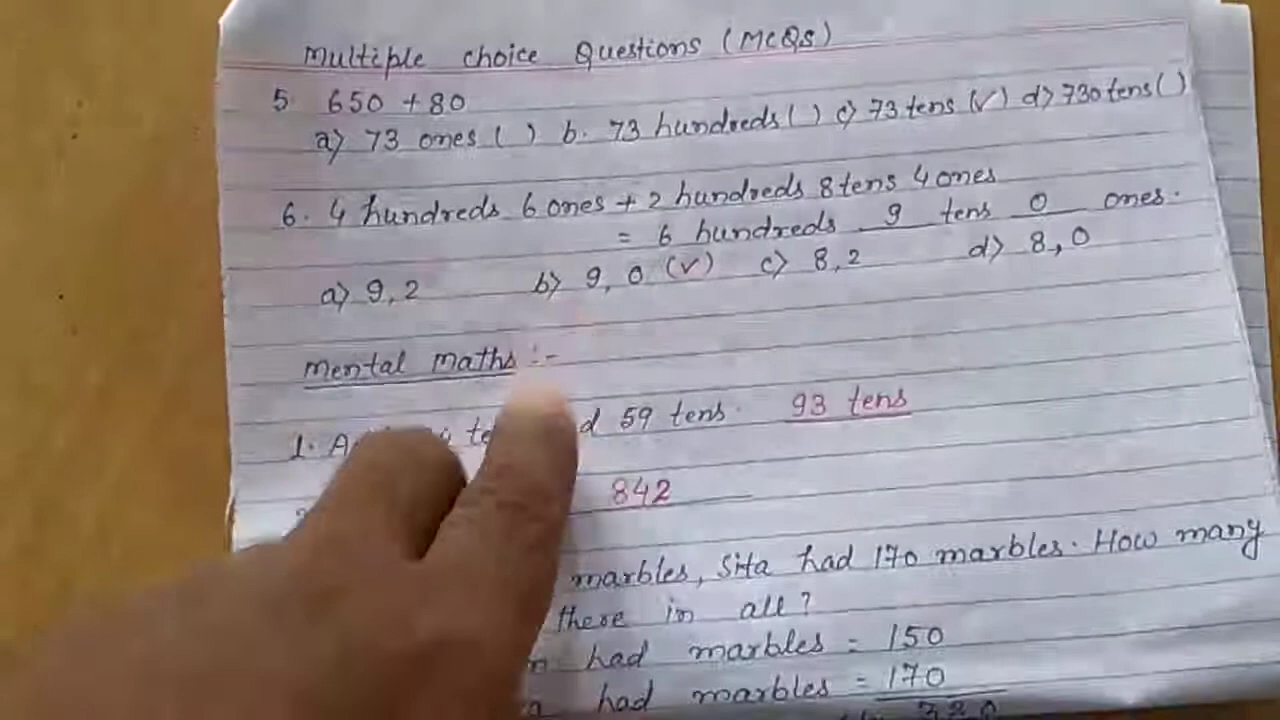 Multiple choice Questions (MCQs)
5. 650 + 80
a) 73 ones ( ) b. 73 hundreds ( ) c) 73 tens (✓) d) 730 tens ( )
6. 4 hundreds 6 ones + 2 hundreds 8 tens 4 ones
= 6 hundreds 9 tens 0 ones.
a) 9,2 b) 9,0 (✓) c) 8,2 d) 8,0
Mental Maths :-
1. 59 tens. 93 tens
842
marbles, Sita had 170 marbles. How many
there in all?
had marbles = 150
had marbles = 170
320